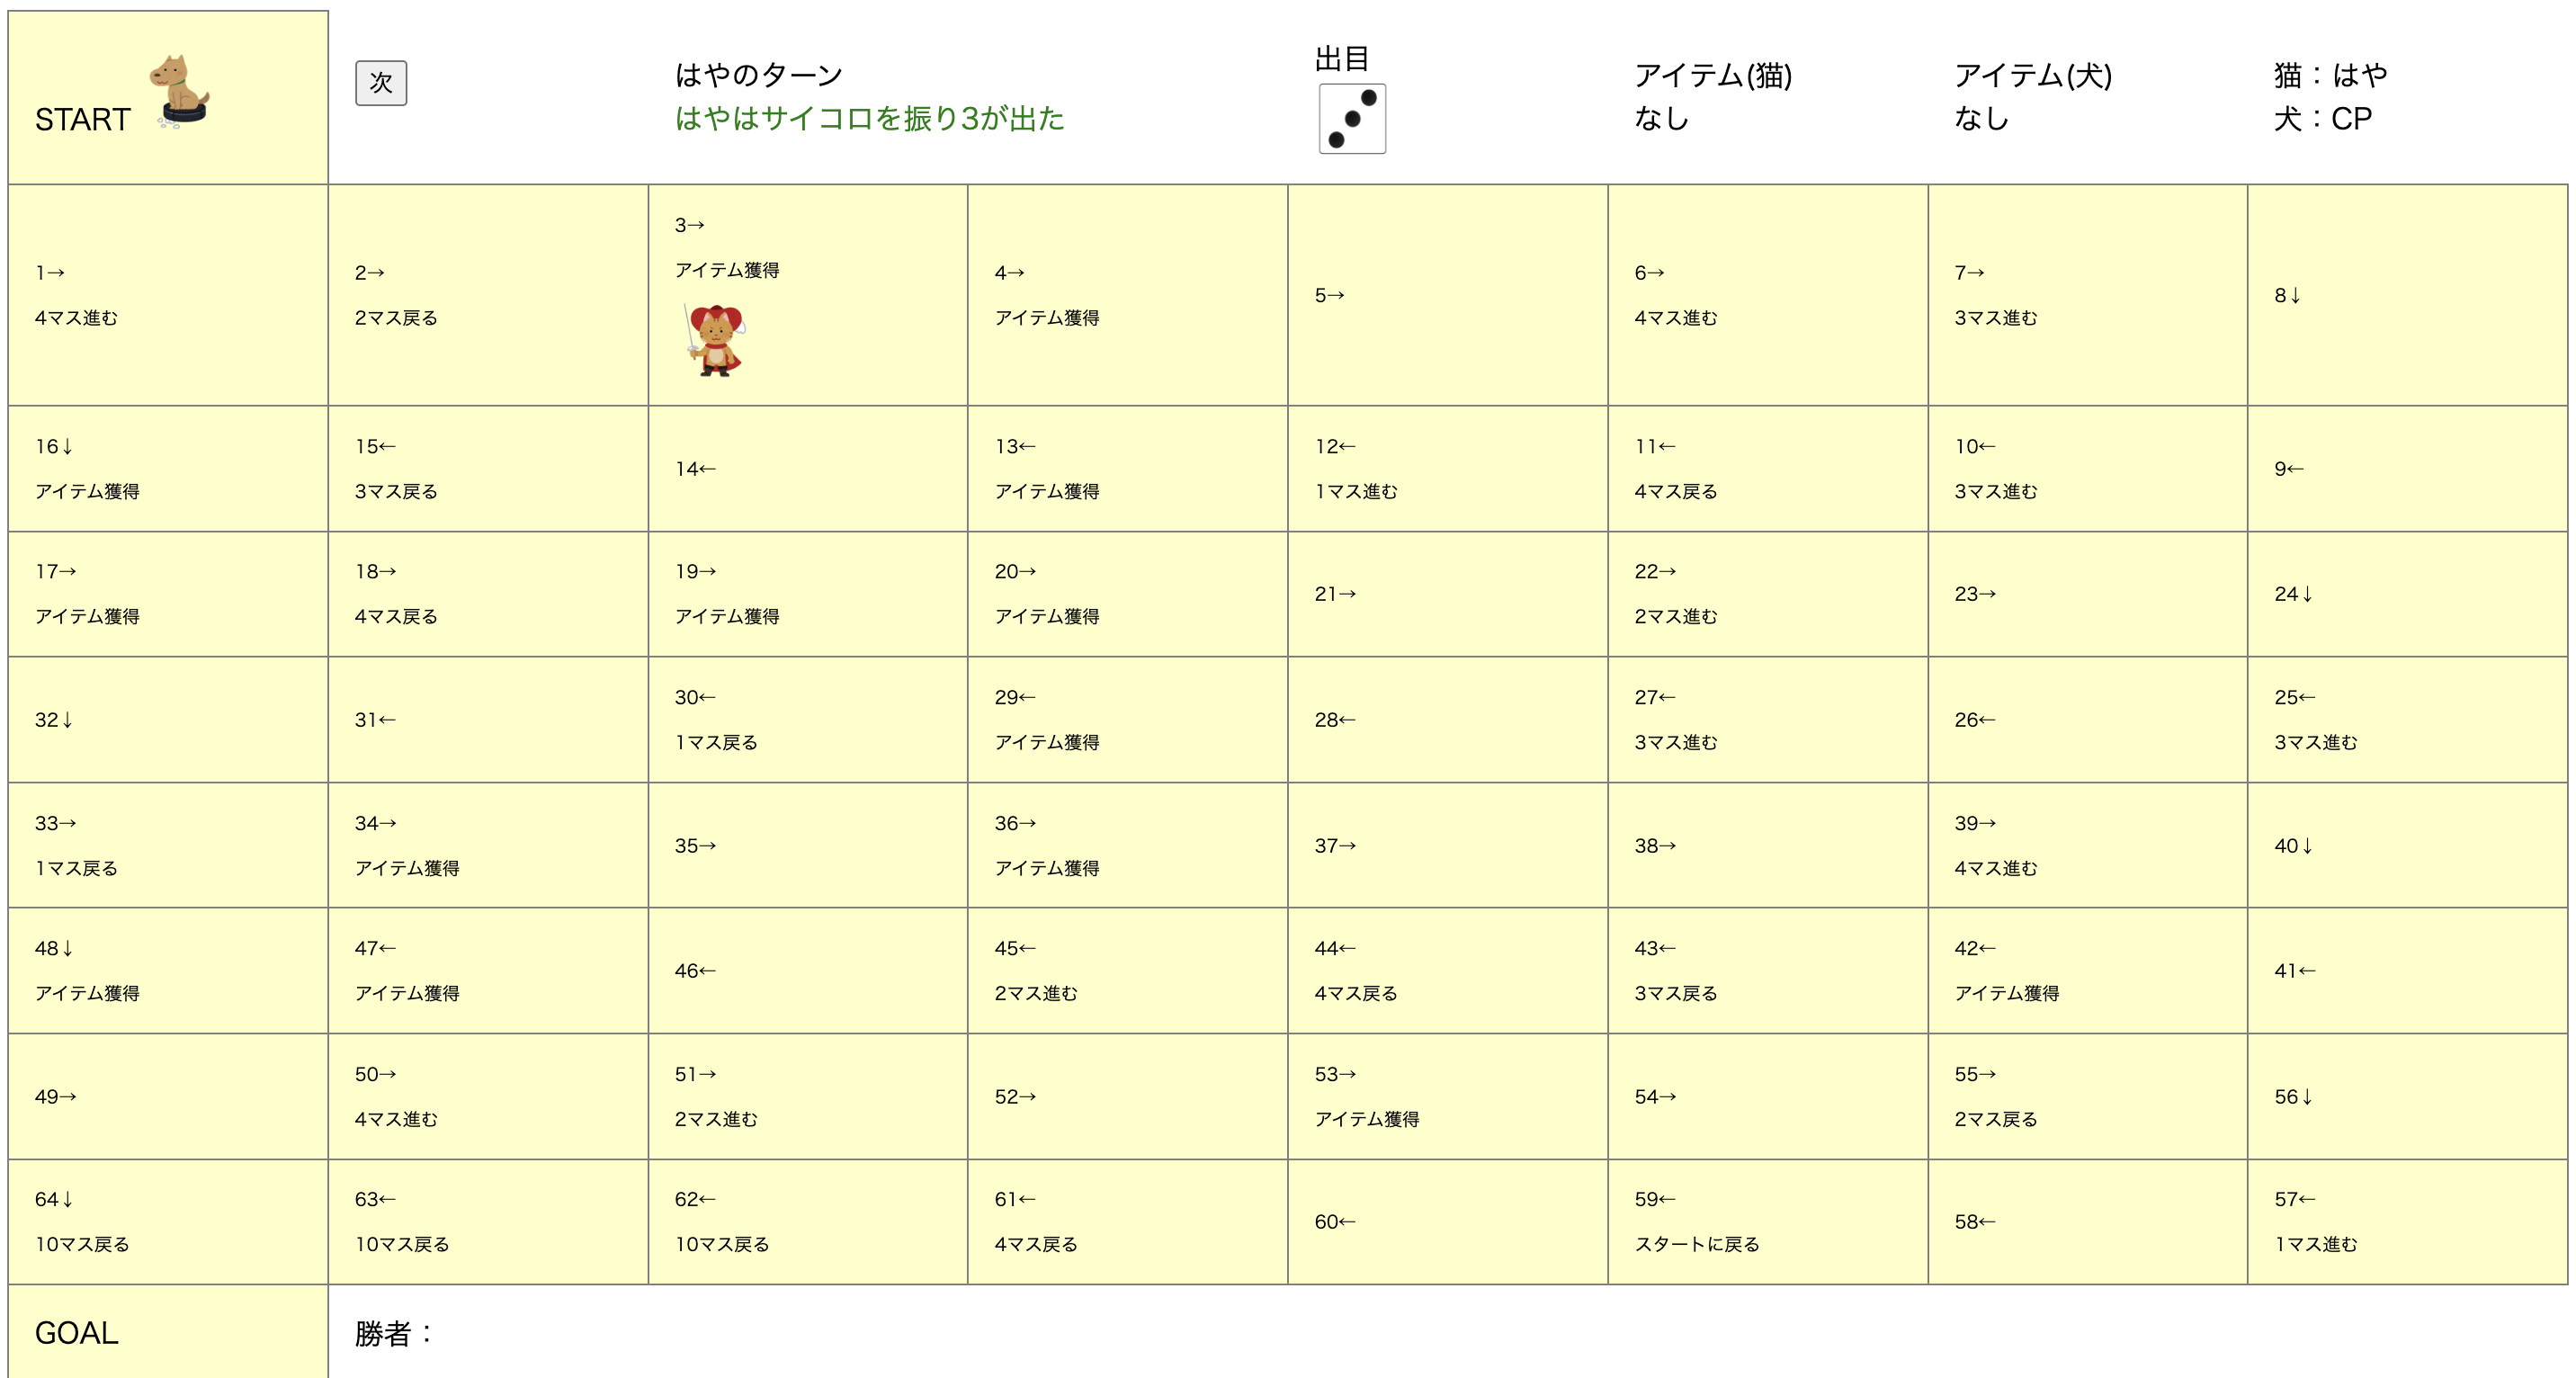 START
次
はやのターン
はやはサイコロを振り3が出た
出目
アイテム(猫)
なし
アイテム(犬)
なし
猫：はや
犬：CP
1→
4マス進む
2→
2マス戻る
3→
アイテム獲得
4→
アイテム獲得
5→
6→
4マス進む
7→
3マス進む
8↓
16↓
アイテム獲得
15←
3マス戻る
14←
13←
アイテム獲得
12←
1マス進む
11←
4マス戻る
10←
3マス進む
9←
17→
アイテム獲得
18→
4マス戻る
19→
アイテム獲得
20→
アイテム獲得
21→
22→
2マス進む
23→
24↓
32↓
31←
30←
1マス戻る
29←
アイテム獲得
28←
27←
3マス進む
26←
25←
3マス進む
33→
1マス戻る
34→
アイテム獲得
35→
36→
アイテム獲得
37→
38→
39→
4マス進む
40↓
48↓
アイテム獲得
47←
アイテム獲得
46←
45←
2マス進む
44←
4マス戻る
43←
3マス戻る
42←
アイテム獲得
41←
49→
50→
4マス進む
51→
2マス進む
52→
53→
アイテム獲得
54→
55→
2マス戻る
56↓
64↓
10マス戻る
63←
10マス戻る
62←
10マス戻る
61←
4マス戻る
60←
59←
スタートに戻る
58←
57←
1マス進む
GOAL
勝者：